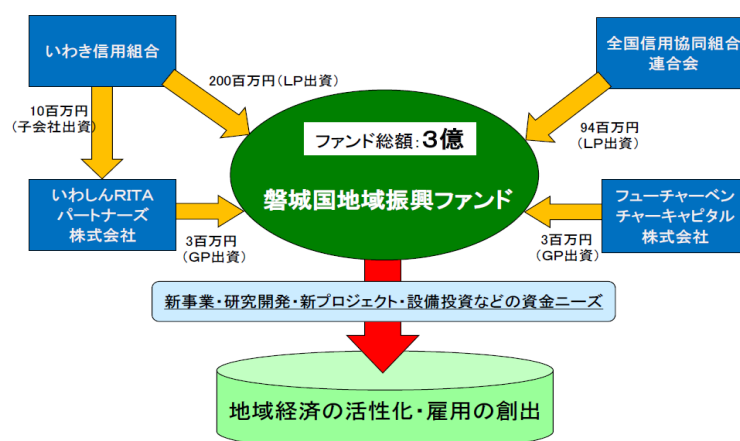 いわき信用組合
全国信用協同組合
連合会
200百万円(LP出資)
10百万円
(子会社出資)
94百万円
(LP出資)
ファンド総額:3億
磐城国地域振興ファンド
いわしんRITA
パートナーズ
株式会社
フューチャーベン
チャーキャピタル
株式会社
3百万円
(GP出資)
3百万円
(GP出資)
新事業・研究開発・新プロジェクト・設備投資などの資金ニーズ
地域経済の活性化・雇用の創出